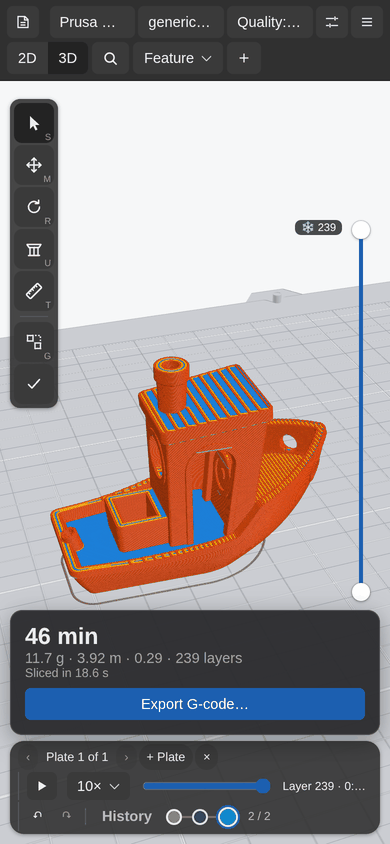 Prusa …
generic…
Quality:…
2D
3D
Feature
+
S
M
R
U
T
G
239
46 min
11.7 g · 3.92 m · 0.29 · 239 layers
Sliced in 18.6 s
Export G-code…
‹ Plate 1 of 1 › + Plate ×
10× Layer 239 · 0:…
History 2 / 2